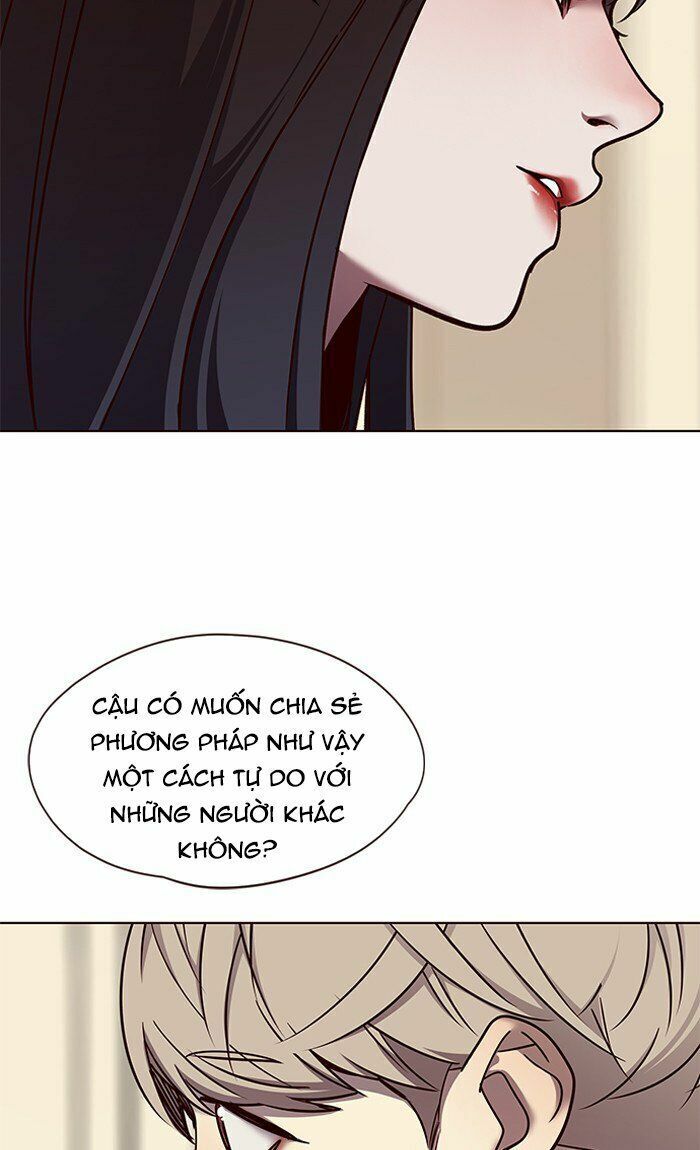 CẬU CÓ MUỐN CHIA SẺ
PHƯƠNG PHÁP NHƯ VẬY
MỘT CÁCH TỰ DO VỚI
NHỮNG NGƯỜI KHÁC
KHÔNG?